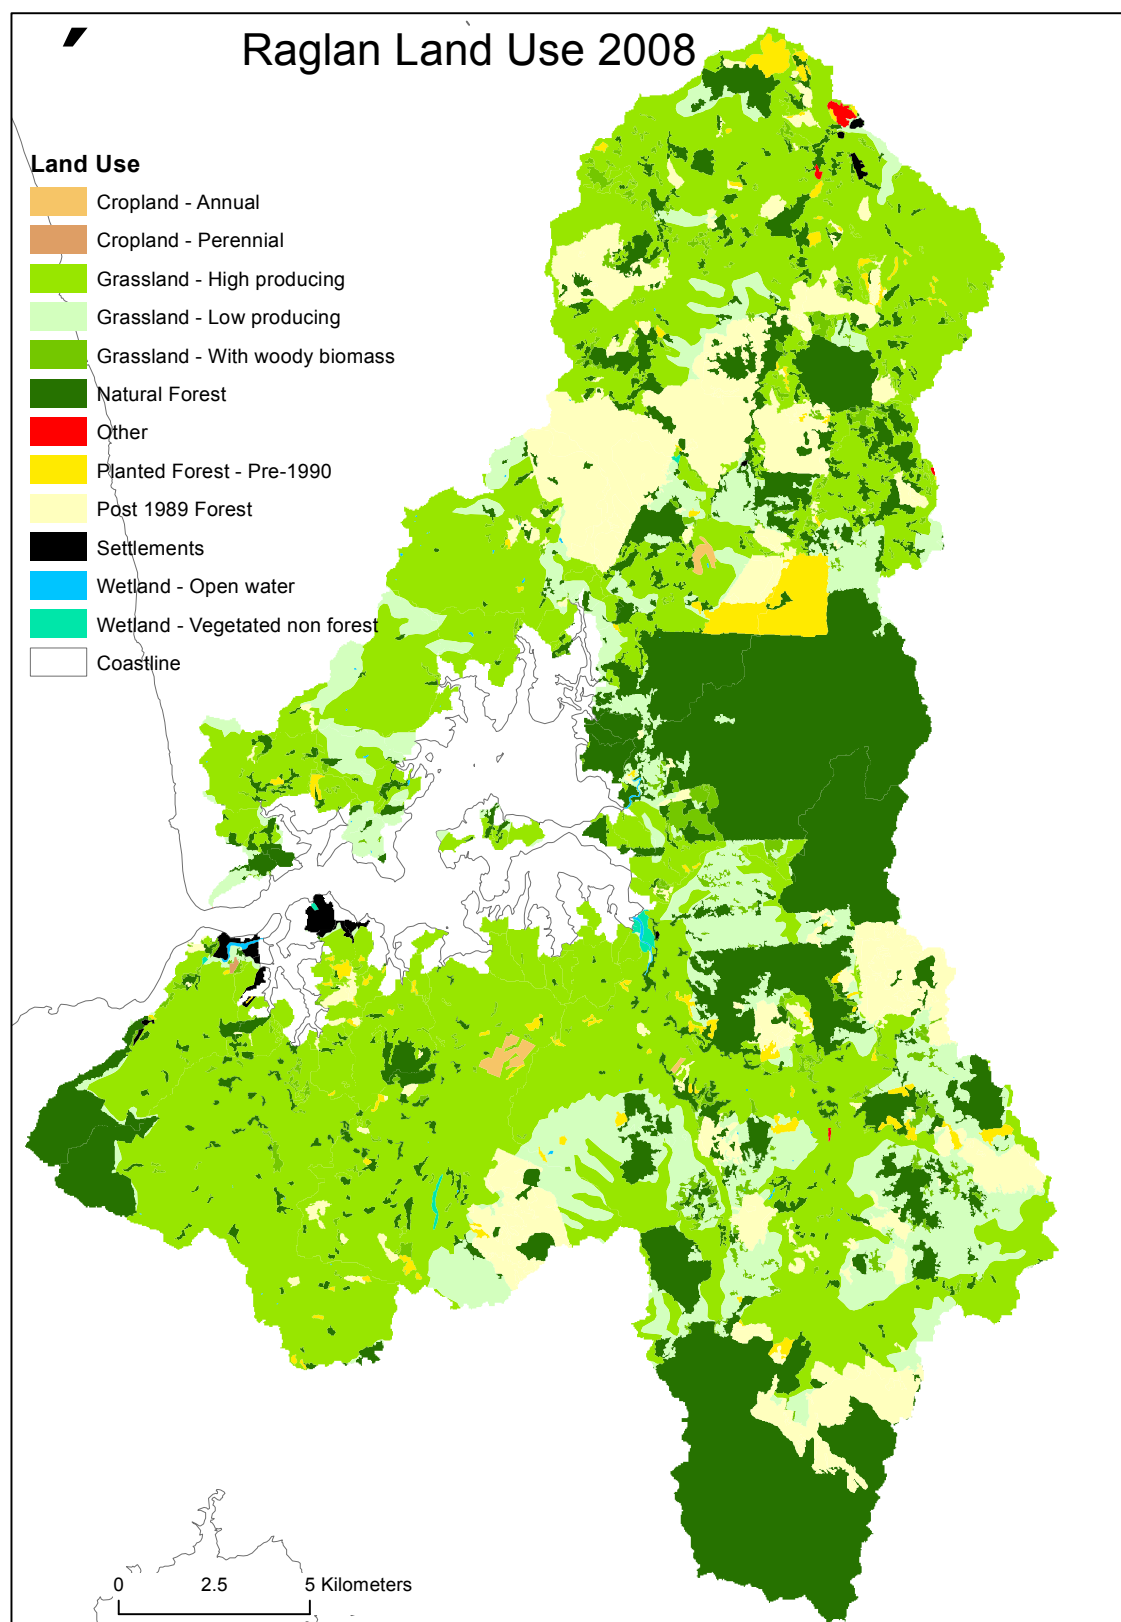 Raglan Land Use 2008
Land Use
Cropland - Annual
Cropland - Perennial
Grassland - High producing
Grassland - Low producing
Grassland - With woody biomass
Natural Forest
Other
Planted Forest - Pre-1990
Post 1989 Forest
Settlements
Wetland - Open water
Wetland - Vegetated non forest
Coastline
0 2.5 5 Kilometers